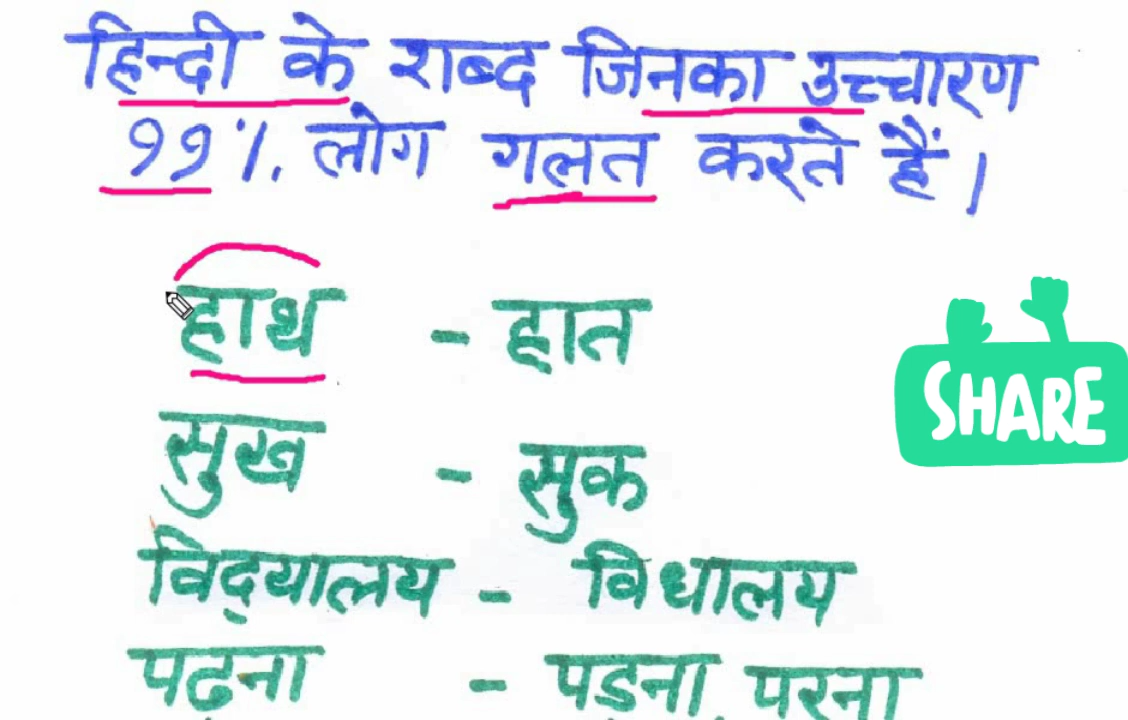 हिन्दी के शब्द जिनका उच्चारण
99%. लोग गलत करते हैं।
हाथ - हात
सुख - सुक
SHARE
विद्‌यालय - विधालय
पढ़ना - पड़ना, परना